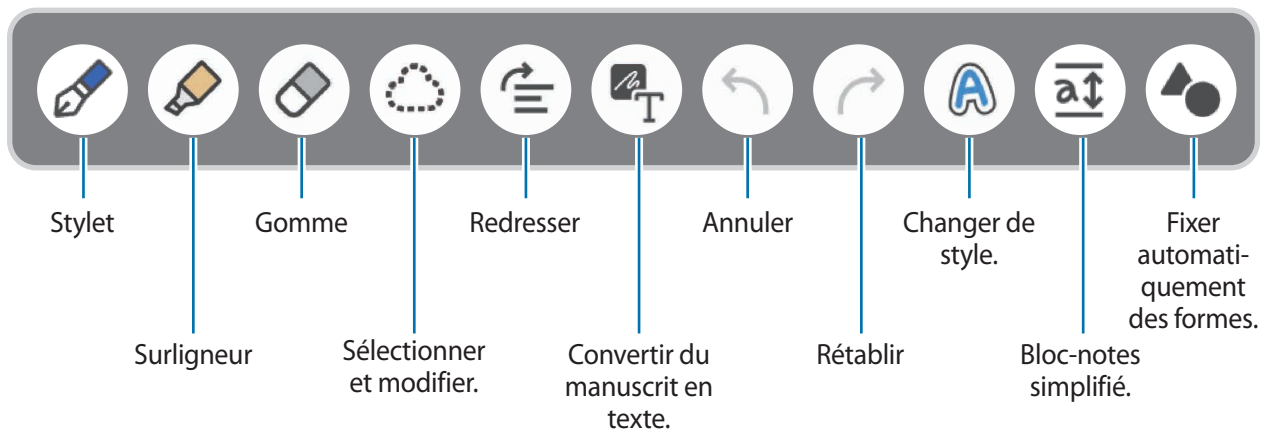 Stylet
Gomme
Redresser
Annuler
Changer de
style.
Fixer
automati-
quement
des formes.
Surligneur
Sélectionner
et modifier.
Convertir du
manuscrit en
texte.
Rétablir
Bloc-notes
simplifié.